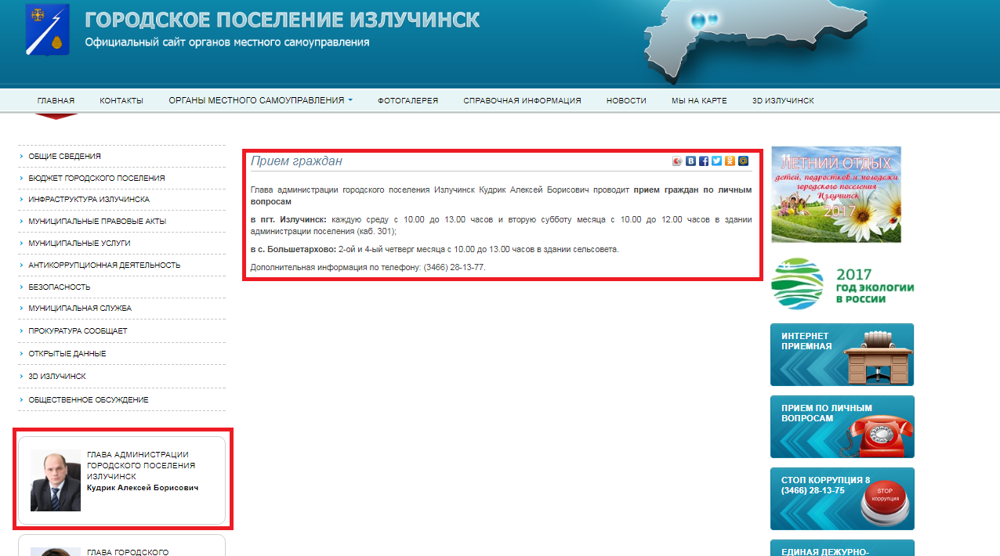 ГОРОДСКОЕ ПОСЕЛЕНИЕ ИЗЛУЧИНСК
Официальный сайт органов местного самоуправления
ГЛАВНАЯ КОНТАКТЫ ОРГАНЫ МЕСТНОГО САМОУПРАВЛЕНИЯ ФОТОГАЛЕРЕЯ СПРАВОЧНАЯ ИНФОРМАЦИЯ НОВОСТИ МЫ НА КАРТЕ 3D ИЗЛУЧИНСК
ОБЩИЕ СВЕДЕНИЯ
БЮДЖЕТ ГОРОДСКОГО ПОСЕЛЕНИЯ
ИНФРАСТРУКТУРА ИЗЛУЧИНСКА
МУНИЦИПАЛЬНЫЕ ПРАВОВЫЕ АКТЫ
МУНИЦИПАЛЬНЫЕ УСЛУГИ
АНТИКОРРУПЦИОННАЯ ДЕЯТЕЛЬНОСТЬ
БЕЗОПАСНОСТЬ
МУНИЦИПАЛЬНАЯ СЛУЖБА
ПРОКУРАТУРА СООБЩАЕТ
ОТКРЫТЫЕ ДАННЫЕ
3D ИЗЛУЧИНСК
ОБЩЕСТВЕННОЕ ОБСУЖДЕНИЕ
ГЛАВА АДМИНИСТРАЦИИ
ГОРОДСКОГО ПОСЕЛЕНИЯ
ИЗЛУЧИНСК
Кудрик Алексей Борисович
ГЛАВА ГОРОДСКОГО
Прием граждан
Глава администрации городского поселения Излучинск Кудрик Алексей Борисович проводит прием граждан по личным
вопросам
в пгт. Излучинск: каждую среду с 10.00 до 13.00 часов и вторую субботу месяца с 10.00 до 12.00 часов в здании
администрации поселения (каб. 301);
в с. Большетархово: 2-ой и 4-ый четверг месяца с 10.00 до 13.00 часов в здании сельсовета.
Дополнительная информация по телефону: (3466) 28-13-77.
ЛЕТНИЙ ОТДЫХ
детей, подростков и молодежи
городского поселения
Излучинск
2017
2017
ГОД ЭКОЛОГИИ
В РОССИИ
ИНТЕРНЕТ
ПРИЕМНАЯ
ПРИЕМ ПО ЛИЧНЫМ
ВОПРОСАМ
СТОП КОРРУПЦИЯ 8
(3466) 28-13-75
STOP
коррупция
ЕДИНАЯ ДЕЖУРНО-